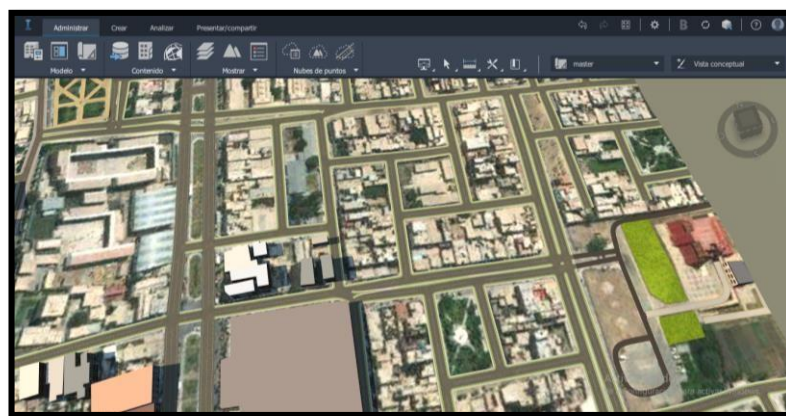 Administrar Crear Analizar Presentar/compartir
Modelo Contenido Mostrar Nubes de puntos
master Vista conceptual